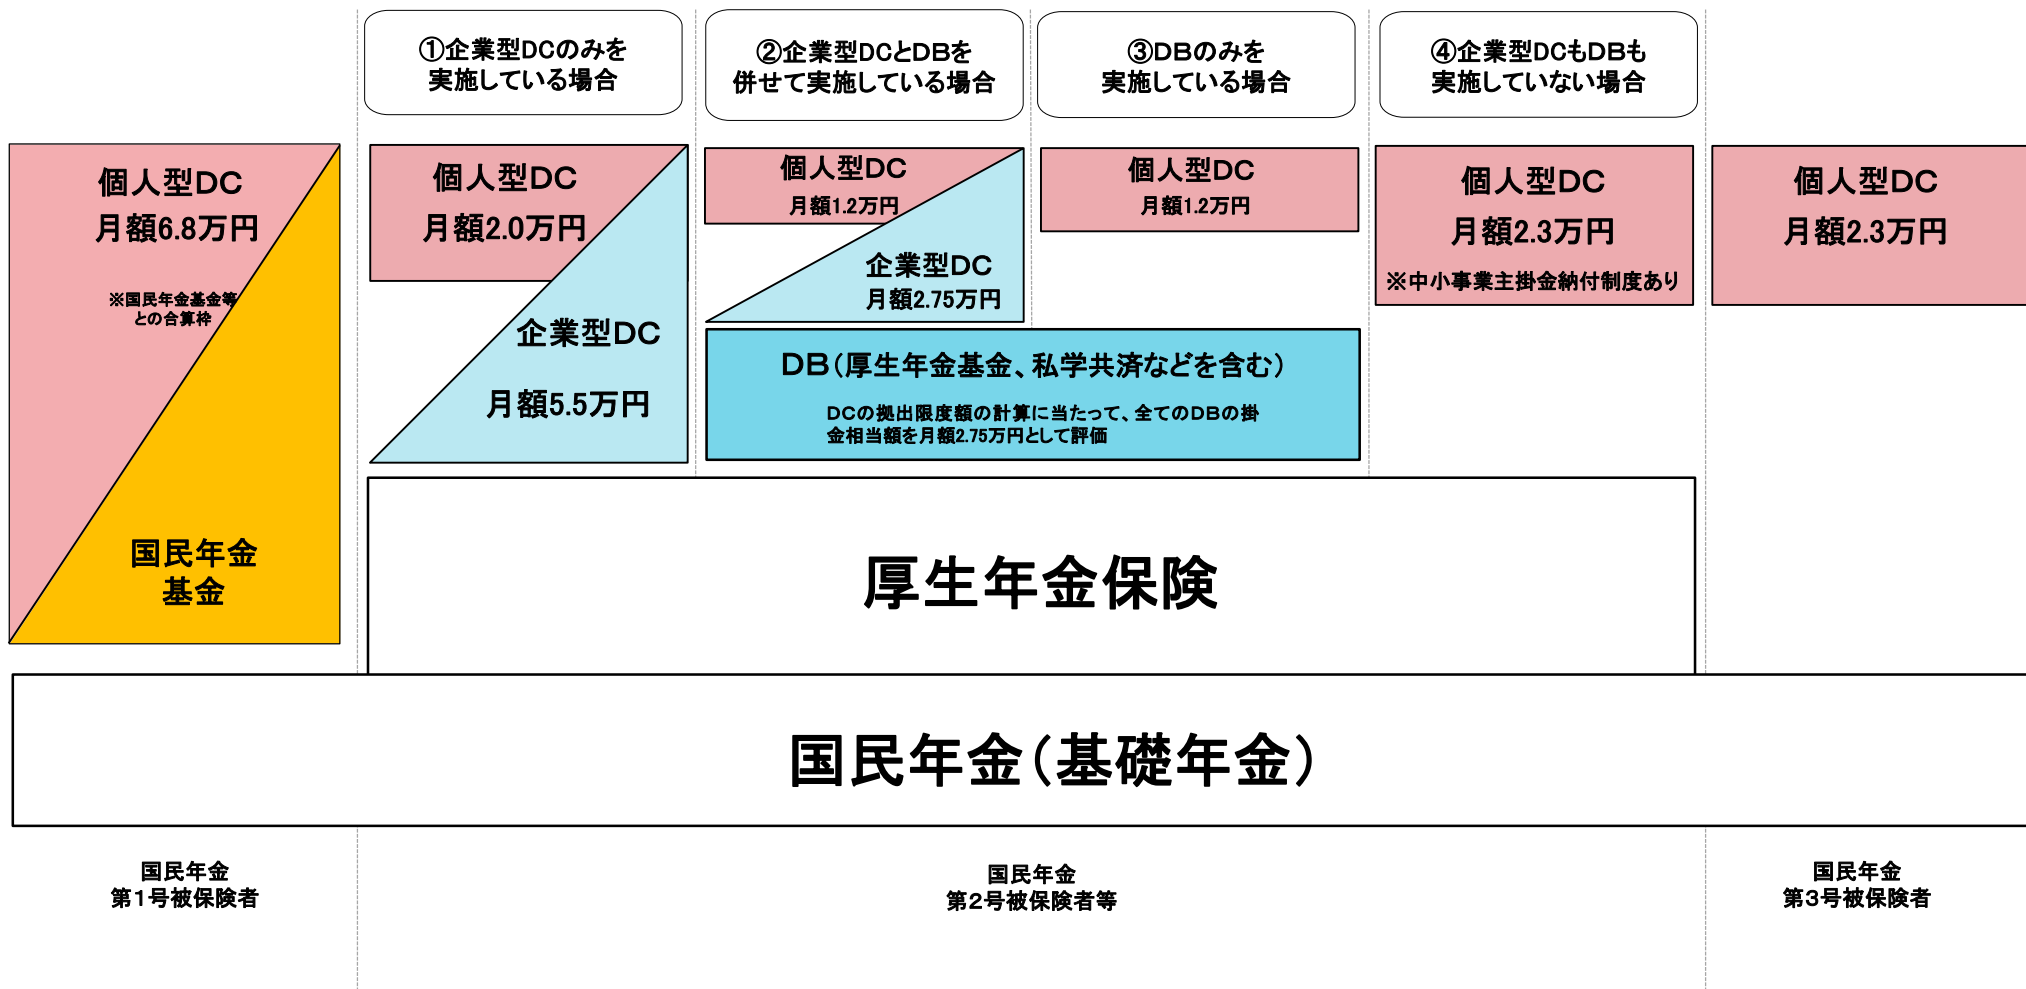 ①企業型DCのみを
実施している場合
②企業型DCとDBを
併せて実施している場合
③DBのみを
実施している場合
④企業型DCもDBも
実施していない場合
個人型DC
月額6.8万円
※国民年金基金等
との合算枠
国民年金
基金
個人型DC
月額2.0万円
企業型DC
月額5.5万円
個人型DC
月額1.2万円
企業型DC
月額2.75万円
個人型DC
月額1.2万円
DB(厚生年金基金、私学共済などを含む)
DCの拠出限度額の計算に当たって、全てのDBの掛
金相当額を月額2.75万円として評価
個人型DC
月額2.3万円
※中小事業主掛金納付制度あり
個人型DC
月額2.3万円
厚生年金保険
国民年金(基礎年金)
国民年金
第1号被保険者
国民年金
第2号被保険者等
国民年金
第3号被保険者